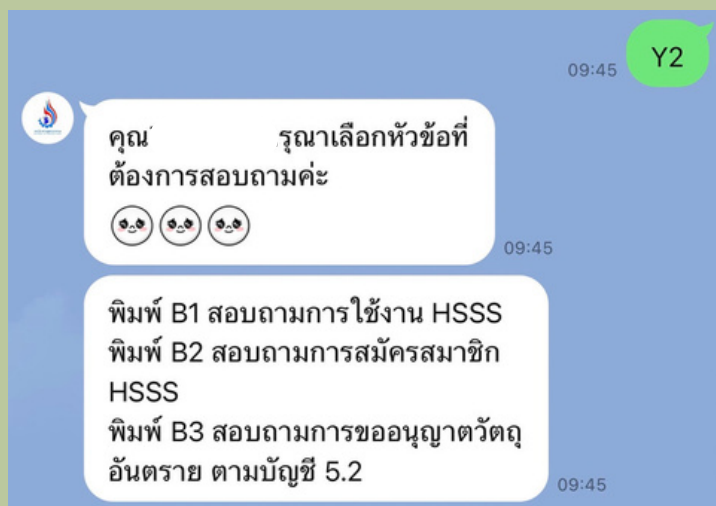 Y2
09:45
คุณ รุณาเลือกหัวข้อที่
ต้องการสอบถามค่ะ
09:45
พิมพ์ B1 สอบถามการใช้งาน HSSS
พิมพ์ B2 สอบถามการสมัครสมาชิก
HSSS
พิมพ์ B3 สอบถามการขออนุญาตวัตถุ
อันตราย ตามบัญชี 5.2
09:45